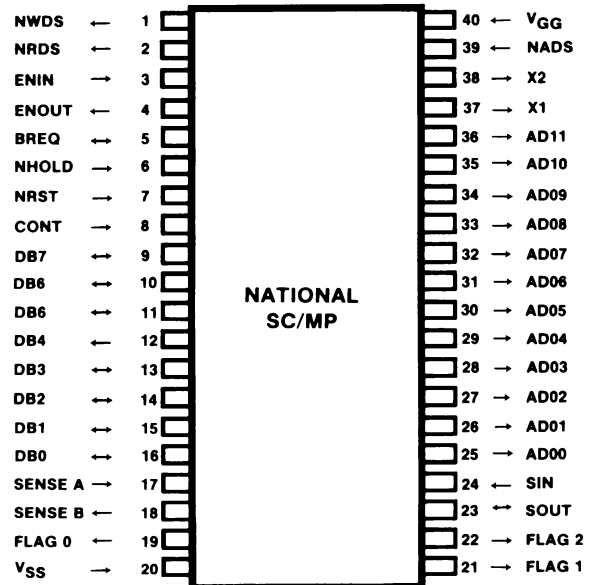 NWDS ← 1 40 ← VGG
NRDS ← 2 39 ← NADS
ENIN → 3 38 → X2
ENOUT ← 4 37 → X1
BREQ ↔ 5 36 → AD11
NHOLD → 6 35 → AD10
NRST → 7 34 → AD09
CONT → 8 33 → AD08
DB7 ↔ 9 32 → AD07
DB6 ↔ 10 31 → AD06
DB6 ↔ 11 30 → AD05
DB4 ← 12 29 → AD04
DB3 ↔ 13 28 → AD03
DB2 ↔ 14 27 → AD02
DB1 ↔ 15 26 → AD01
DB0 ↔ 16 25 → AD00
SENSE A → 17 24 ← SIN
SENSE B ← 18 23 ↔ SOUT
FLAG 0 ← 19 22 → FLAG 2
VSS → 20 21 → FLAG 1
NATIONAL
SC/MP